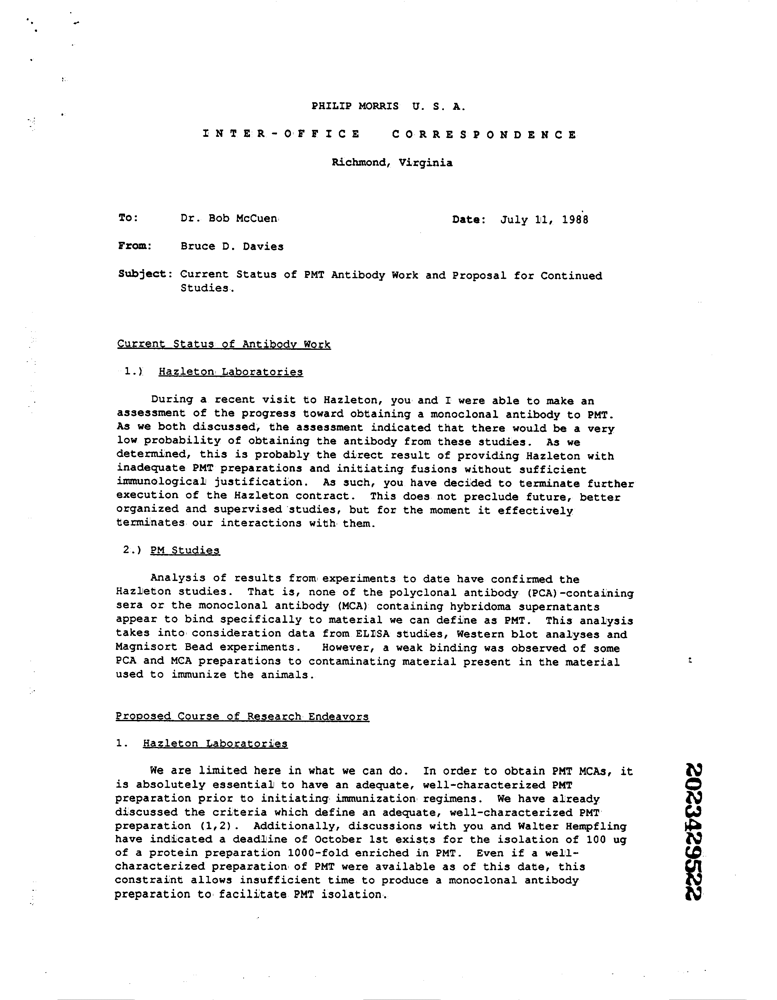 PHILIP MORRIS U. S. A.
INTER-OFFICE CORRESPONDENCE
Richmond, Virginia
To: Dr. Bob McCuen Date: July 11, 1988
From: Bruce D. Davies
Subject: Current Status of PMT Antibody Work and Proposal for Continued
Studies.
Current Status of Antibody Work
1.) Hazleton Laboratories
During a recent visit to Hazleton, you and I were able to make an
assessment of the progress toward obtaining a monoclonal antibody to PMT.
As we both discussed, the assessment indicated that there would be a very
low probability of obtaining the antibody from these studies. As we
determined, this is probably the direct result of providing Hazleton with
inadequate PMT preparations and initiating fusions without sufficient
immunological justification. As such, you have decided to terminate further
execution of the Hazleton contract. This does not preclude future, better
organized and supervised studies, but for the moment it effectively
terminates our interactions with them.
2.) PM Studies
Analysis of results from experiments to date have confirmed the
Hazleton studies. That is, none of the polyclonal antibody (PCA)-containing
sera or the monoclonal antibody (MCA) containing hybridoma supernatants
appear to bind specifically to material we can define as PMT. This analysis
takes into consideration data from ELISA studies, Western blot analyses and
Magnisort Bead experiments. However, a weak binding was observed of some
PCA and MCA preparations to contaminating material present in the material
used to immunize the animals.
Proposed Course of Research Endeavors
1. Hazleton Laboratories
We are limited here in what we can do. In order to obtain PMT MCAs, it
is absolutely essential to have an adequate, well-characterized PMT
preparation prior to initiating immunization regimens. We have already
discussed the criteria which define an adequate, well-characterized PMT
preparation (1,2). Additionally, discussions with you and Walter Hempfling
have indicated a deadline of October 1st exists for the isolation of 100 ug
of a protein preparation 1000-fold enriched in PMT. Even if a well-
characterized preparation of PMT were available as of this date, this
constraint allows insufficient time to produce a monoclonal antibody
preparation to facilitate PMT isolation.
2023429522